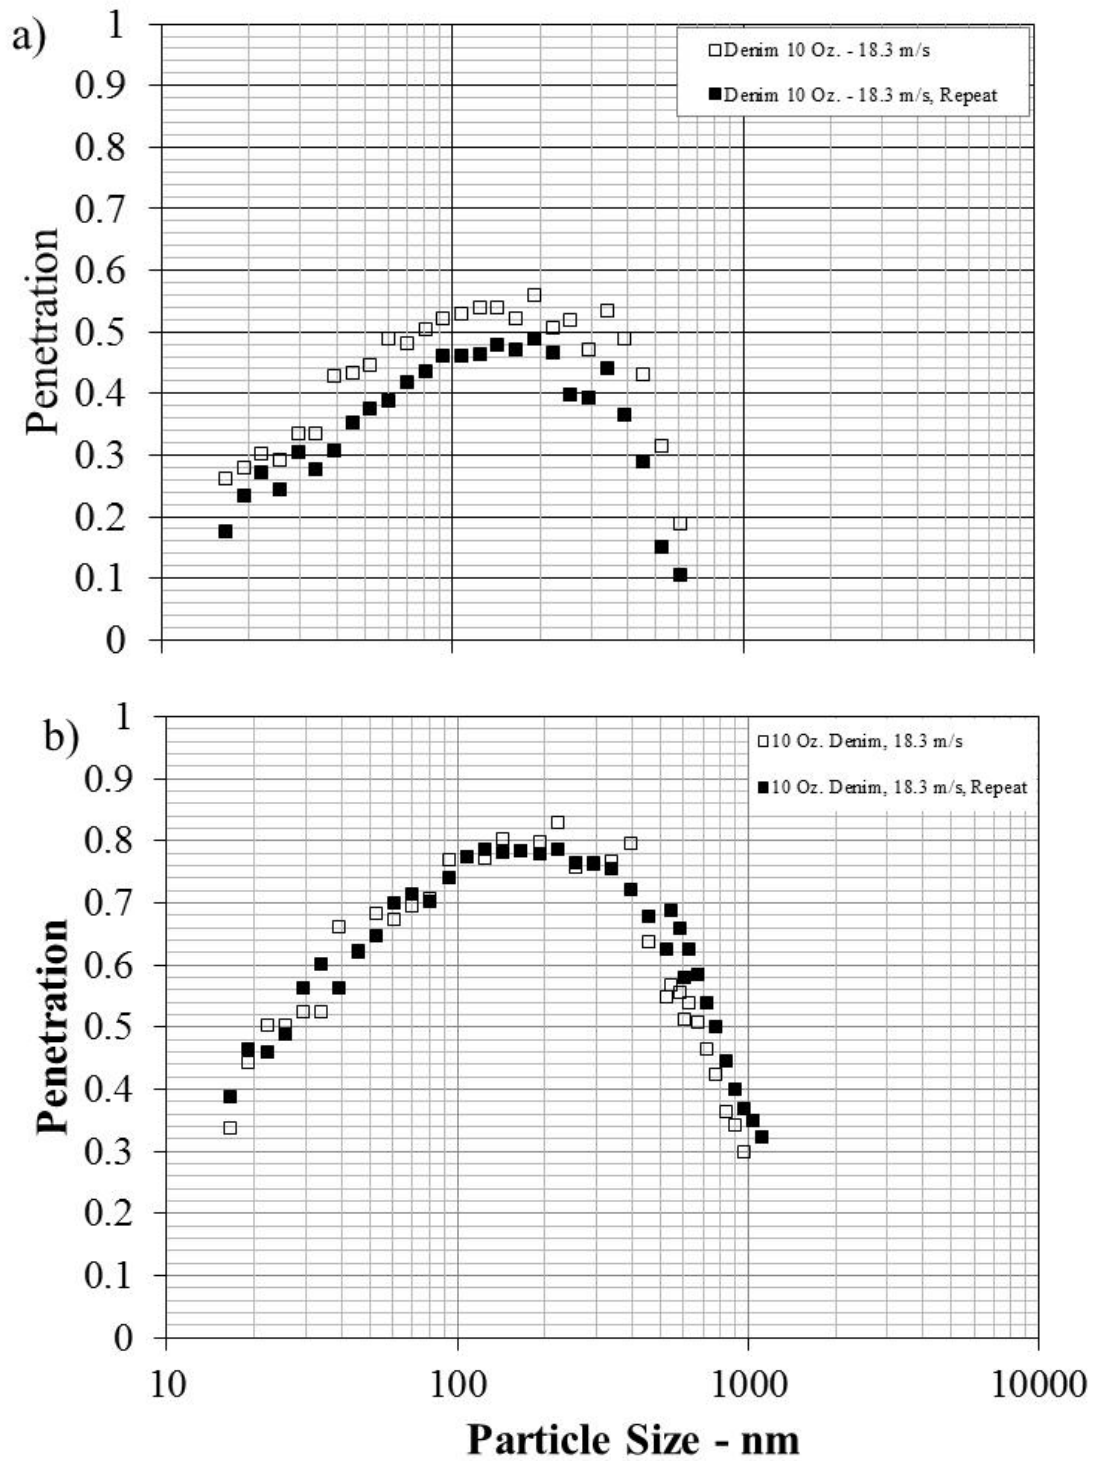 a)
1
0.9
0.8
0.7
0.6
0.5
0.4
0.3
0.2
0.1
0
Penetration
Denim 10 Oz. - 18.3 m/s
Denim 10 Oz. - 18.3 m/s, Repeat
b)
1
0.9
0.8
0.7
0.6
0.5
0.4
0.3
0.2
0.1
0
Penetration
10 Oz. Denim, 18.3 m/s
10 Oz. Denim, 18.3 m/s, Repeat
10 100 1000 10000
Particle Size - nm